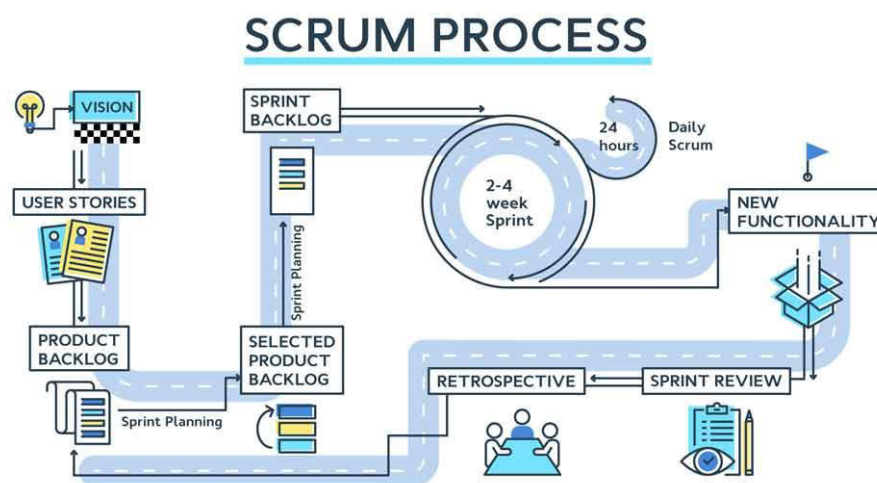 SCRUM PROCESS
VISION
USER STORIES
PRODUCT
BACKLOG
Sprint Planning
SELECTED
PRODUCT
BACKLOG
Sprint Planning
SPRINT
BACKLOG
2-4
week
Sprint
24
hours
Daily
Scrum
NEW
FUNCTIONALITY
SPRINT REVIEW
RETROSPECTIVE